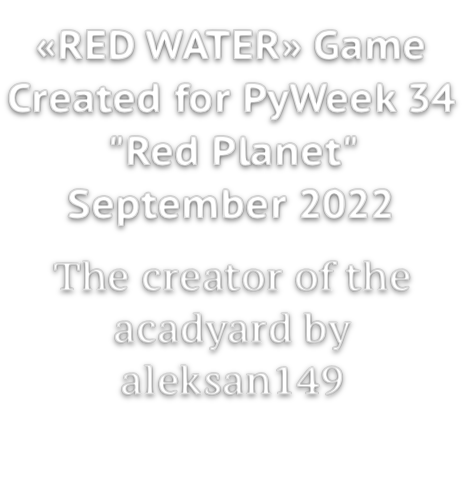 «RED WATER» Game
Created for PyWeek 34
"Red Planet"
September 2022
The creator of the
acadyard by
aleksan149